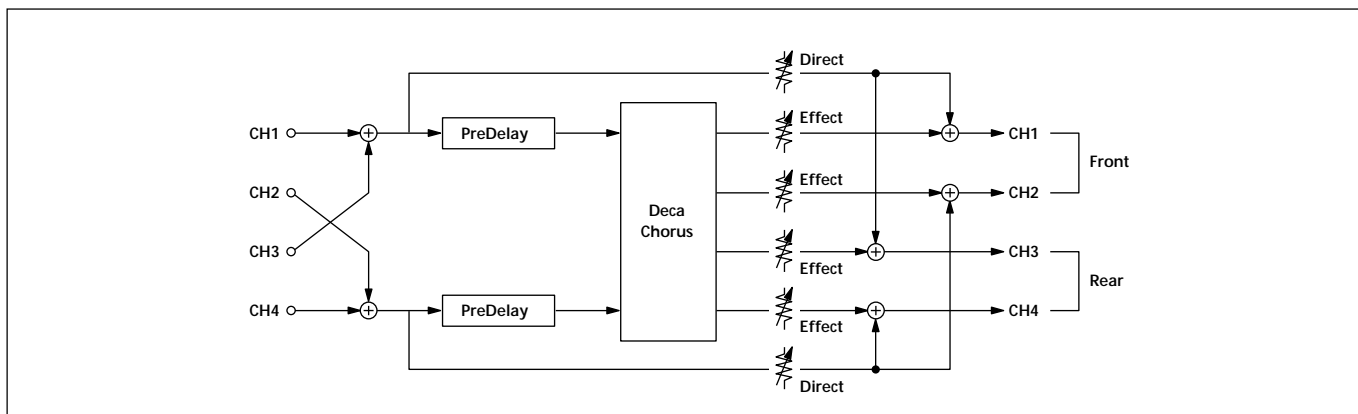 Direct
Effect
CH1
PreDelay
CH1
Front
Effect
CH2
CH2
Deca
Chorus
CH3
CH3
Effect
Rear
CH4
PreDelay
CH4
Effect
Direct